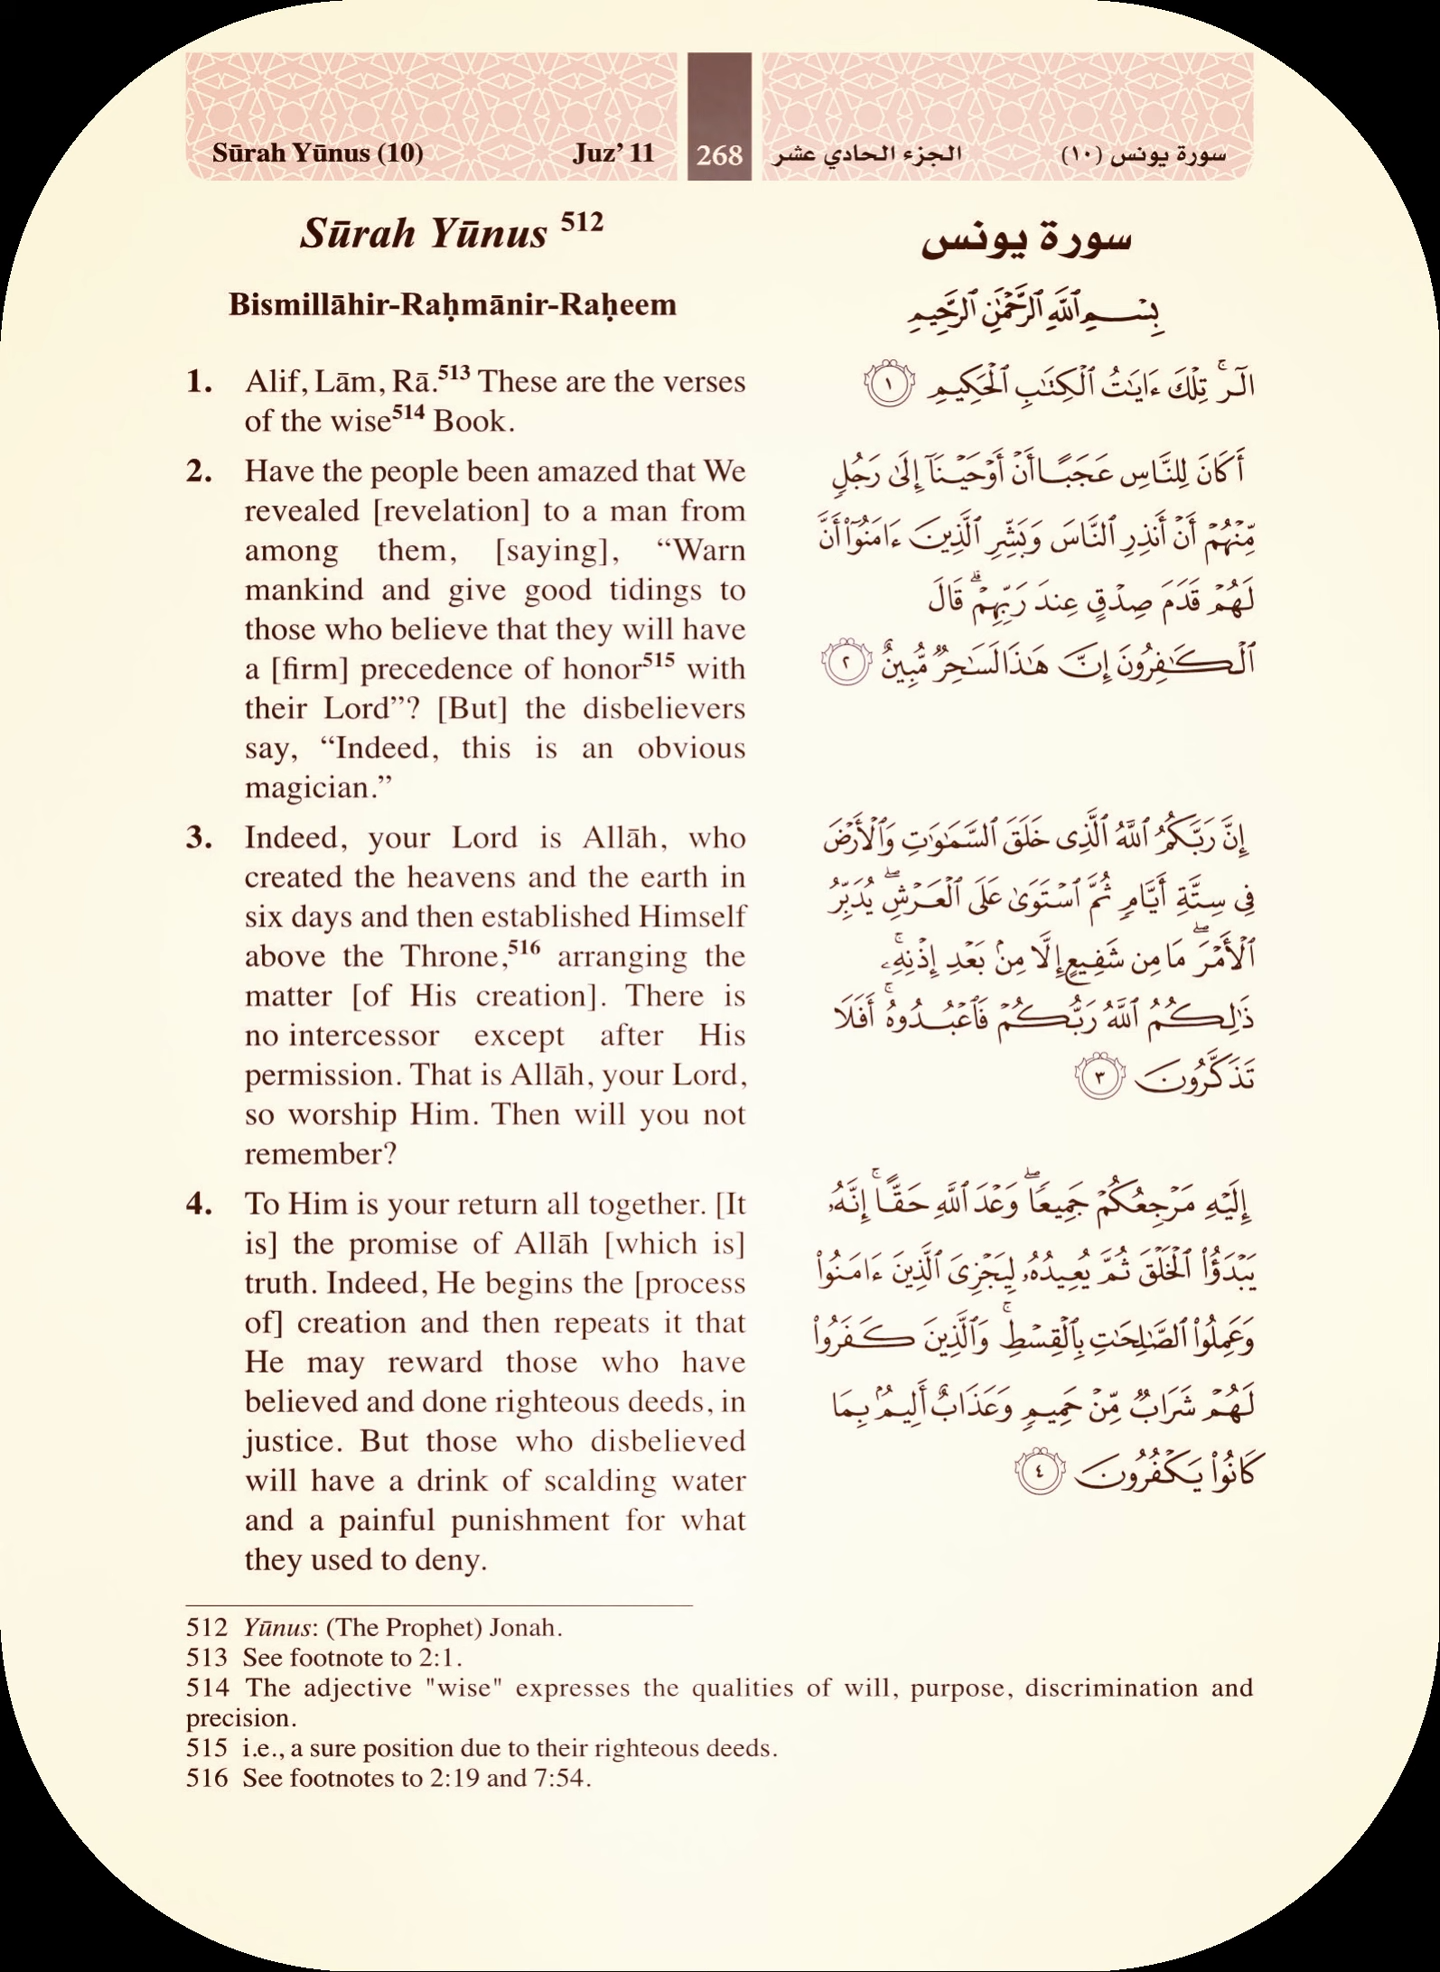 Sūrah Yūnus (10) Juz’ 11 268 الجزء الحادي عشر سورة يونس (١٠)
Sūrah Yūnus 512
Bismillāhir-Raḥmānir-Raḥeem
1. Alif, Lām, Rā.513 These are the verses
of the wise514 Book.
2. Have the people been amazed that We
revealed [revelation] to a man from
among them, [saying], “Warn
mankind and give good tidings to
those who believe that they will have
a [firm] precedence of honor515 with
their Lord”? [But] the disbelievers
say, “Indeed, this is an obvious
magician.”
3. Indeed, your Lord is Allāh, who
created the heavens and the earth in
six days and then established Himself
above the Throne,516 arranging the
matter [of His creation]. There is
no intercessor except after His
permission. That is Allāh, your Lord,
so worship Him. Then will you not
remember?
4. To Him is your return all together. [It
is] the promise of Allāh [which is]
truth. Indeed, He begins the [process
of] creation and then repeats it that
He may reward those who have
believed and done righteous deeds, in
justice. But those who disbelieved
will have a drink of scalding water
and a painful punishment for what
they used to deny.
سورة يونس
بِسْمِ ٱللَّهِ ٱلرَّحْمَٰنِ ٱلرَّحِيمِ
الٓر ۚ تِلْكَ ءَايَٰتُ ٱلْكِتَٰبِ ٱلْحَكِيمِ ١
أَكَانَ لِلنَّاسِ عَجَبًا أَنْ أَوْحَيْنَآ إِلَىٰ رَجُلٍ
مِّنْهُمْ أَنْ أَنذِرِ ٱلنَّاسَ وَبَشِّرِ ٱلَّذِينَ ءَامَنُوٓا۟ أَنَّ
لَهُمْ قَدَمَ صِدْقٍ عِندَ رَبِّهِمْ ۗ قَالَ
ٱلْكَٰفِرُونَ إِنَّ هَٰذَا لَسَٰحِرٌ مُّبِينٌ ٢
إِنَّ رَبَّكُمُ ٱللَّهُ ٱلَّذِى خَلَقَ ٱلسَّمَٰوَٰتِ وَٱلْأَرْضَ
فِى سِتَّةِ أَيَّامٍ ثُمَّ ٱسْتَوَىٰ عَلَى ٱلْعَرْشِ ۖ يُدَبِّرُ
ٱلْأَمْرَ ۖ مَا مِن شَفِيعٍ إِلَّا مِنۢ بَعْدِ إِذْنِهِۦ ۚ
ذَٰلِكُمُ ٱللَّهُ رَبُّكُمْ فَٱعْبُدُوهُ ۚ أَفَلَا
تَذَكَّرُونَ ٣
إِلَيْهِ مَرْجِعُكُمْ جَمِيعًا ۖ وَعْدَ ٱللَّهِ حَقًّا ۚ إِنَّهُۥ
يَبْدَؤُا۟ ٱلْخَلْقَ ثُمَّ يُعِيدُهُۥ لِيَجْزِىَ ٱلَّذِينَ ءَامَنُوا۟
وَعَمِلُوا۟ ٱلصَّٰلِحَٰتِ بِٱلْقِسْطِ ۚ وَٱلَّذِينَ كَفَرُوا۟
لَهُمْ شَرَابٌ مِّنْ حَمِيمٍ وَعَذَابٌ أَلِيمٌۢ بِمَا
كَانُوا۟ يَكْفُرُونَ ٤
512 Yūnus: (The Prophet) Jonah.
513 See footnote to 2:1.
514 The adjective "wise" expresses the qualities of will, purpose, discrimination and
precision.
515 i.e., a sure position due to their righteous deeds.
516 See footnotes to 2:19 and 7:54.